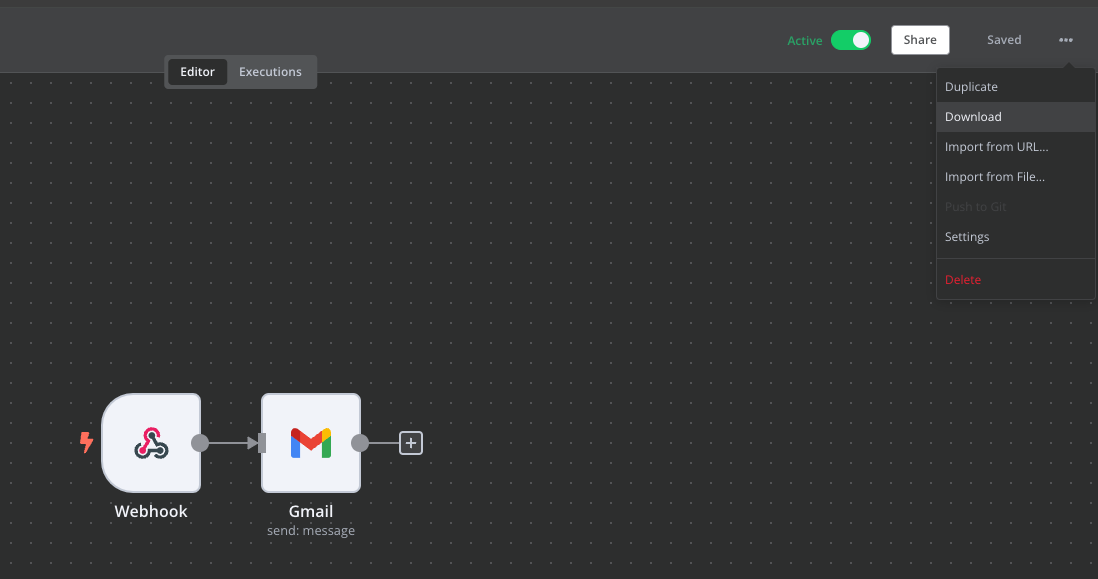 Active
Share
Saved
Editor
Executions
Duplicate
Download
Import from URL...
Import from File...
Push to Git
Settings
Delete
Webhook
Gmail
send: message